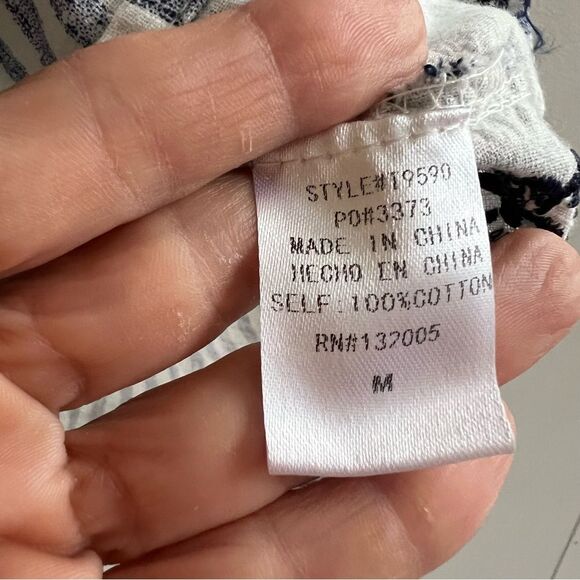 STYLE#19590
PO#3373
MADE IN CHINA
HECHO EN CHINA
SELF:100%COTTON
RN#132005
M